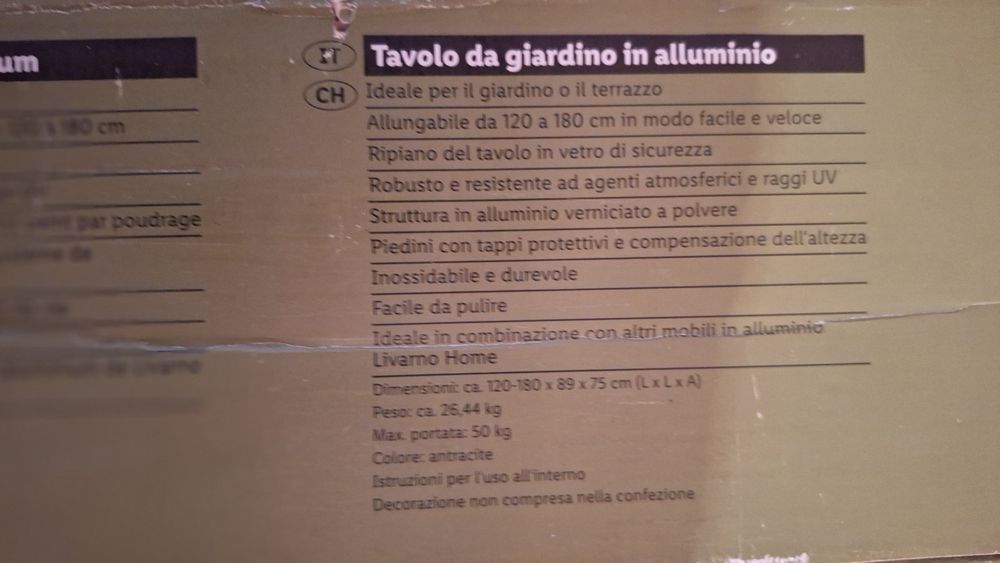 um
180 cm
par poudrage
de
IT
CH
Tavolo da giardino in alluminio
Ideale per il giardino o il terrazzo
Allungabile da 120 a 180 cm in modo facile e veloce
Ripiano del tavolo in vetro di sicurezza
Robusto e resistente ad agenti atmosferici e raggi UV
Struttura in alluminio verniciato a polvere
Piedini con tappi protettivi e compensazione dell'altezza
Inossidabile e durevole
Facile da pulire
Ideale in combinazione con altri mobili in alluminio
Livarno Home
Dimensioni: ca. 120-180 x 89 x 75 cm (L x L x A)
Peso: ca. 26,44 kg
Max. portata: 50 kg
Colore: antracite
Istruzioni per l'uso all'interno
Decorazione non compresa nella confezione